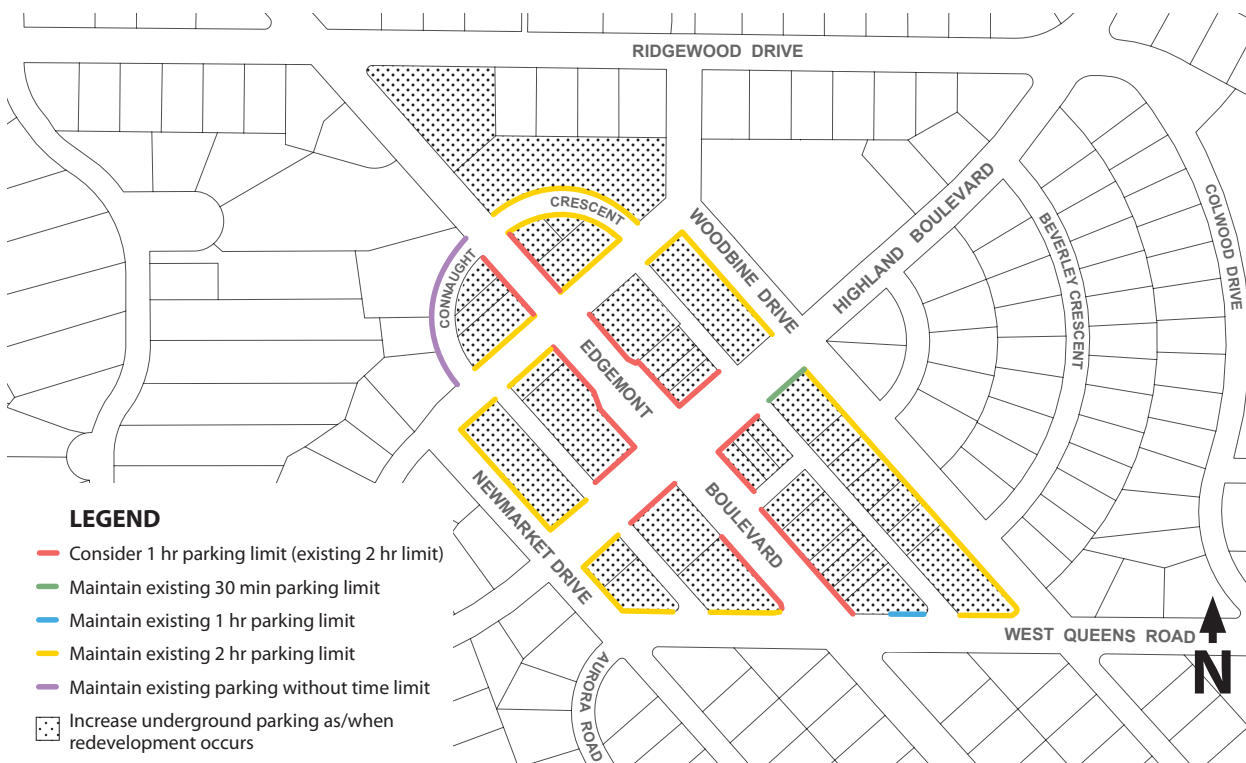 RIDGEWOOD DRIVE
CRESCENT
WOODBINE DRIVE
HIGHLAND BOULEVARD
BEVERLEY CRESCENT
COLWOOD DRIVE
CONNAUGHT
EDGEMONT
BOULEVARD
NEWMARKET DRIVE
WEST QUEENS ROAD
AURORA ROAD
N
LEGEND
Consider 1 hr parking limit (existing 2 hr limit)
Maintain existing 30 min parking limit
Maintain existing 1 hr parking limit
Maintain existing 2 hr parking limit
Maintain existing parking without time limit
Increase underground parking as/when
redevelopment occurs